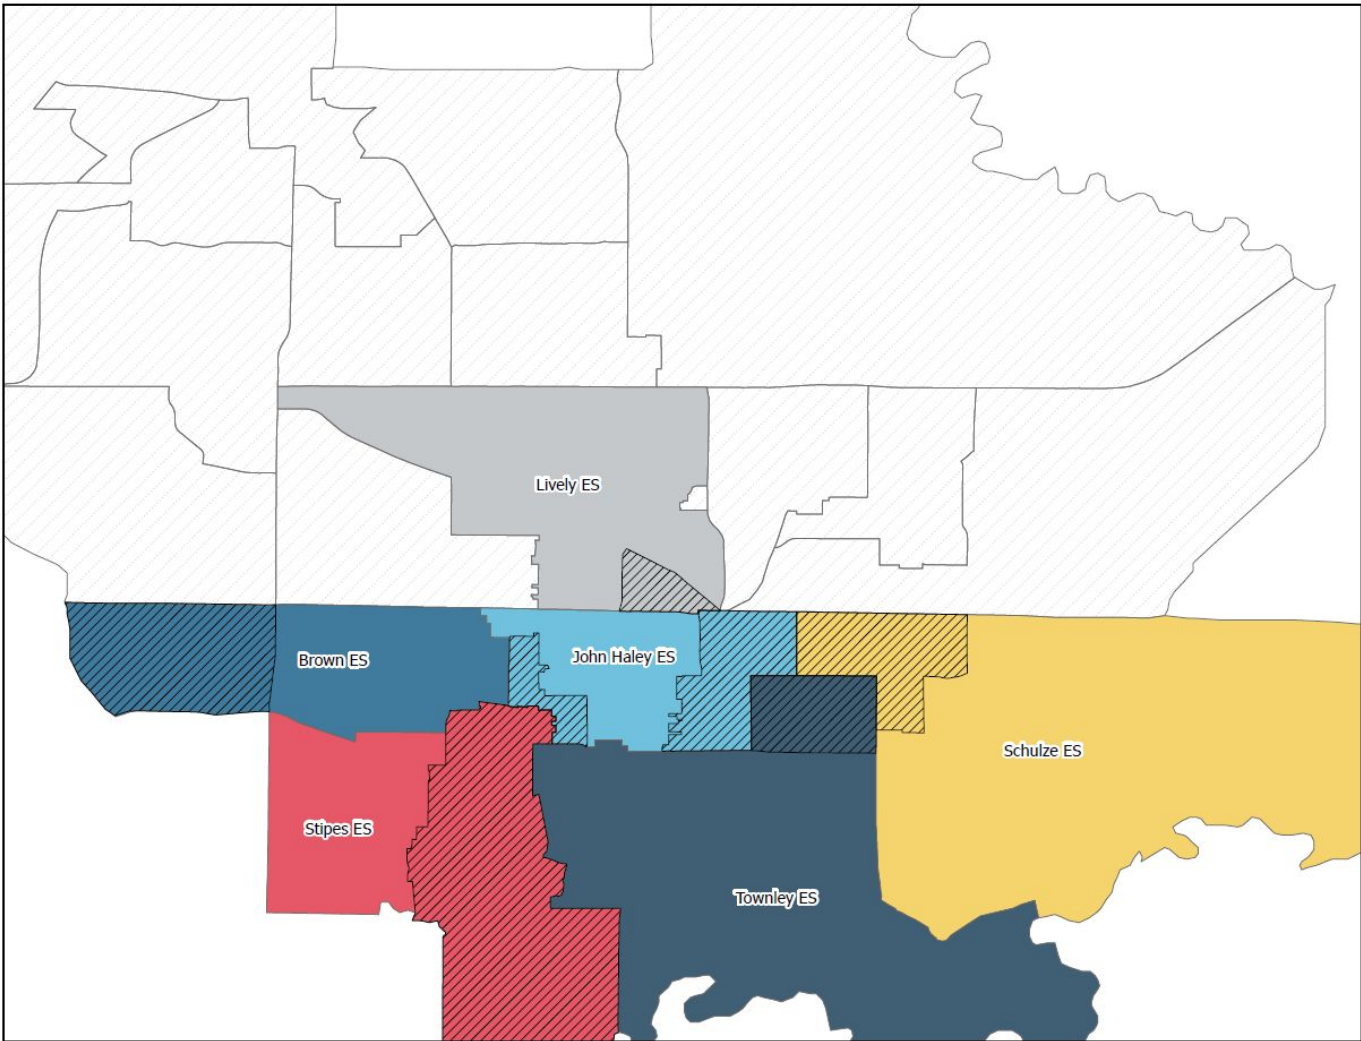 Lively ES
Brown ES
John Haley ES
Schulze ES
Stipes ES
Townley ES